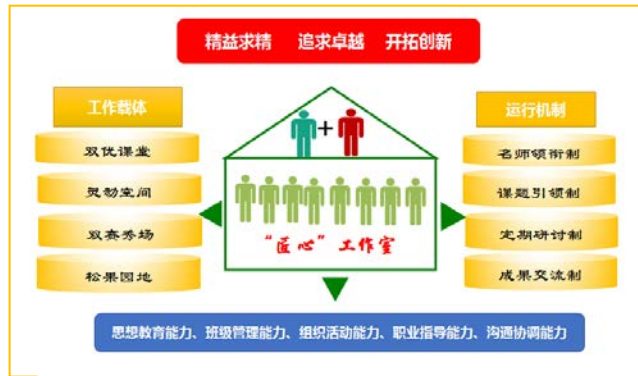 精益求精 追求卓越 开拓创新
工作载体
双优课堂
灵动空间
双赛秀场
松果园地
+
“匠心”工作室
运行机制
名师领衔制
课题引领制
定期研讨制
成果交流制
思想教育能力、班级管理能力、组织活动能力、职业指导能力、沟通协调能力